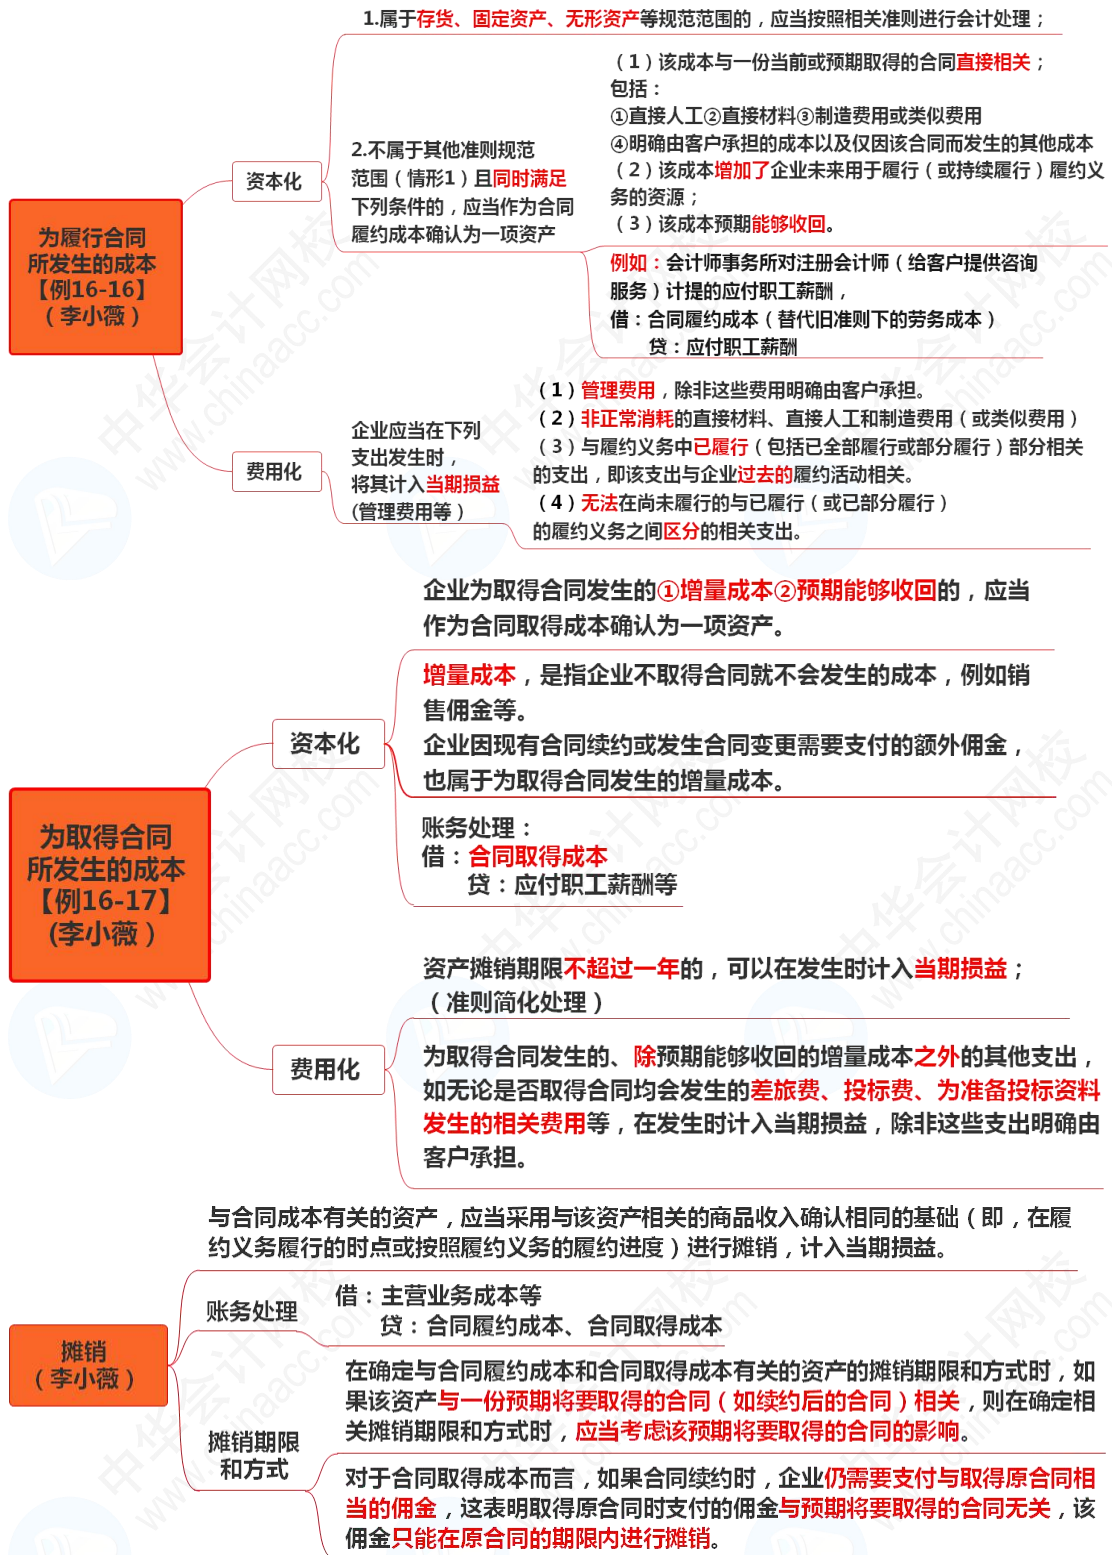 1.属于存货、固定资产、无形资产等规范范围的，应当按照相关准则进行会计处理；
（1）该成本与一份当前或预期取得的合同直接相关；
包括：
①直接人工②直接材料③制造费用或类似费用
④明确由客户承担的成本以及仅因该合同而发生的其他成本
（2）该成本增加了企业未来用于履行（或持续履行）履约义
务的资源；
（3）该成本预期能够收回。
2.不属于其他准则规范
范围（情形1）且同时满足
下列条件的，应当作为合同
履约成本确认为一项资产
资本化
为履行合同
所发生的成本
【例16-16】
（李小薇）
例如：会计师事务所对注册会计师（给客户提供咨询
服务）计提的应付职工薪酬，
借：合同履约成本（替代旧准则下的劳务成本）
贷：应付职工薪酬
费用化
企业应当在下列
支出发生时，
将其计入当期损益
(管理费用等）
（1）管理费用，除非这些费用明确由客户承担。
（2）非正常消耗的直接材料、直接人工和制造费用（或类似费用）
（3）与履约义务中已履行（包括已全部履行或部分履行）部分相关
的支出，即该支出与企业过去的履约活动相关。
（4）无法在尚未履行的与已履行（或已部分履行）
的履约义务之间区分的相关支出。
企业为取得合同发生的①增量成本②预期能够收回的，应当
作为合同取得成本确认为一项资产。
增量成本，是指企业不取得合同就不会发生的成本，例如销
售佣金等。
企业因现有合同续约或发生合同变更需要支付的额外佣金，
也属于为取得合同发生的增量成本。
资本化
账务处理：
借：合同取得成本
贷：应付职工薪酬等
为取得合同
所发生的成本
【例16-17】
(李小薇）
资产摊销期限不超过一年的，可以在发生时计入当期损益；
（准则简化处理）
费用化
为取得合同发生的、除预期能够收回的增量成本之外的其他支出，
如无论是否取得合同均会发生的差旅费、投标费、为准备投标资料
发生的相关费用等，在发生时计入当期损益，除非这些支出明确由
客户承担。
与合同成本有关的资产，应当采用与该资产相关的商品收入确认相同的基础（即，在履
约义务履行的时点或按照履约义务的履约进度）进行摊销，计入当期损益。
账务处理
借：主营业务成本等
贷：合同履约成本、合同取得成本
摊销
（李小薇）
摊销期限
和方式
在确定与合同履约成本和合同取得成本有关的资产的摊销期限和方式时，如
果该资产与一份预期将要取得的合同（如续约后的合同）相关，则在确定相
关摊销期限和方式时，应当考虑该预期将要取得的合同的影响。
对于合同取得成本而言，如果合同续约时，企业仍需要支付与取得原合同相
当的佣金，这表明取得原合同时支付的佣金与预期将要取得的合同无关，该
佣金只能在原合同的期限内进行摊销。
中华会计网校
www.chinaacc.com